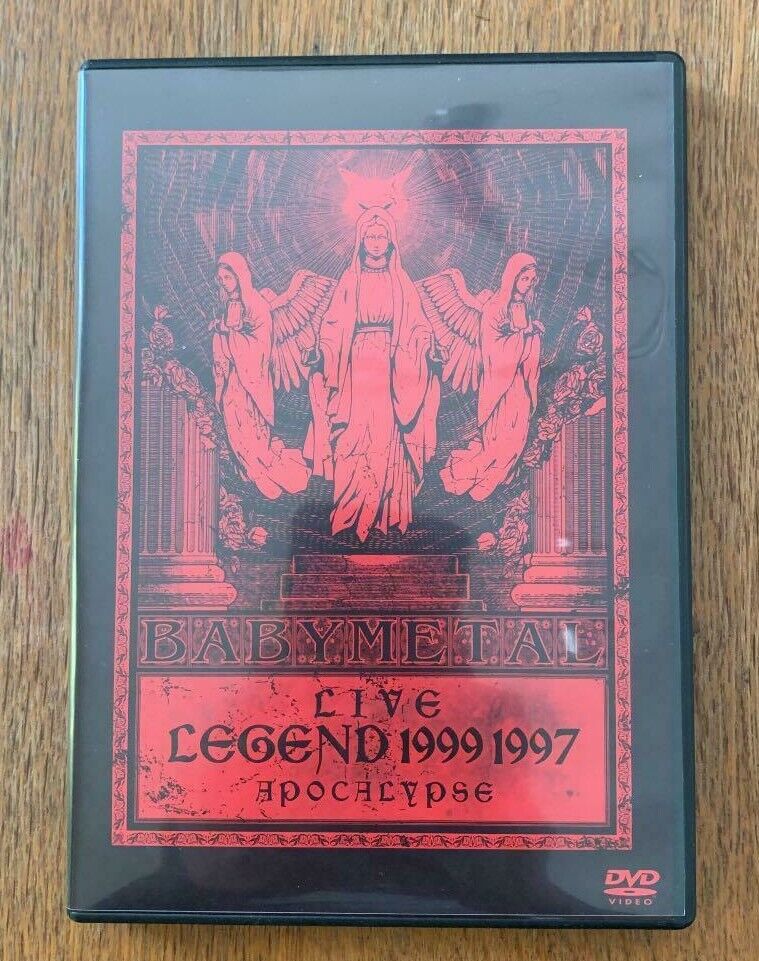 BABYMETAL
LIVE
LEGEND 1999 1997
APOCALYPSE
DVD
VIDEO